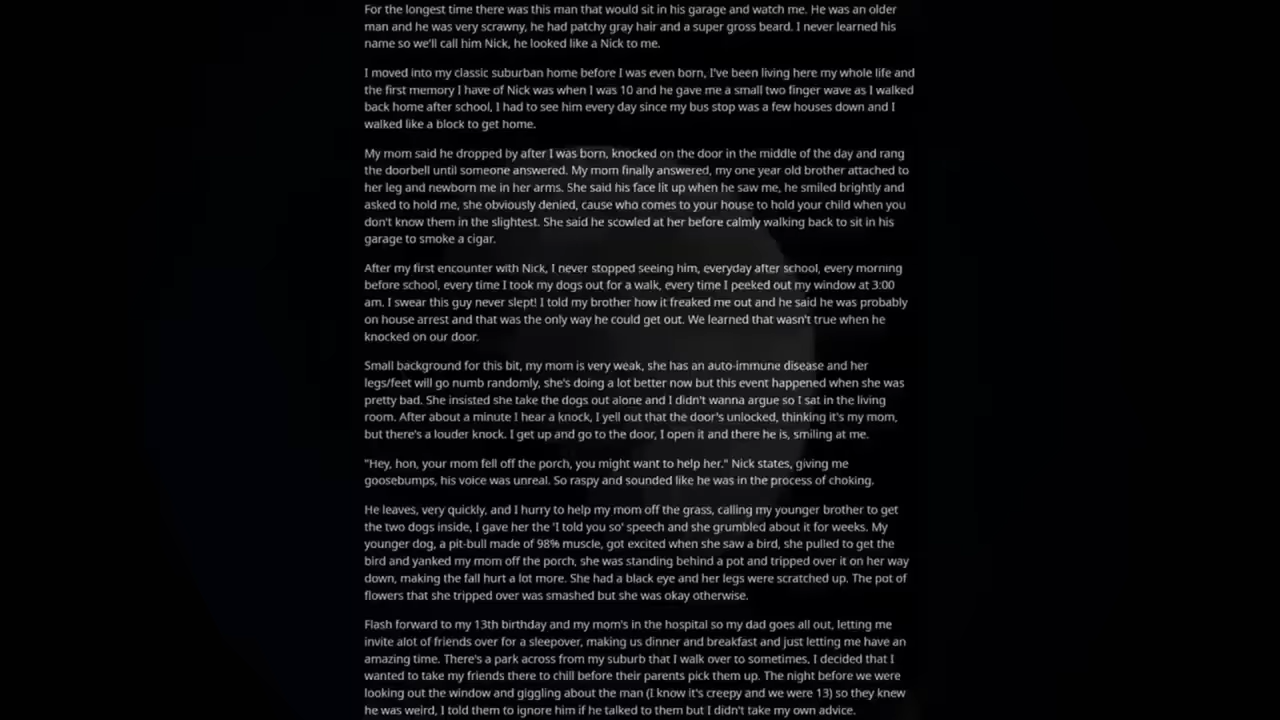 For the longest time there was this man that would sit in his garage and watch me. He was an older
man and he was very scrawny, he had patchy gray hair and a super gross beard. I never learned his
name so we'll call him Nick, he looked like a Nick to me.
I moved into my classic suburban home before I was even born, I've been living here my whole life and
the first memory I have of Nick was when I was 10 and he gave me a small two finger wave as I walked
back home after school, I had to see him every day since my bus stop was a few houses down and I
walked like a block to get home.
My mom said he dropped by after I was born, knocked on the door in the middle of the day and rang
the doorbell until someone answered. My mom finally answered, my one year old brother attached to
her leg and newborn me in her arms. She said his face lit up when he saw me, he smiled brightly and
asked to hold me, she obviously denied, cause who comes to your house to hold your child when you
don't know them in the slightest. She said he scowled at her before calmly walking back to sit in his
garage to smoke a cigar.
After my first encounter with Nick, I never stopped seeing him, everyday after school, every morning
before school, every time I took my dogs out for a walk, every time I peeked out my window at 3:00
am. I swear this guy never slept! I told my brother how it freaked me out and he said he was probably
on house arrest and that was the only way he could get out. We learned that wasn't true when he
knocked on our door.
Small background for this bit, my mom is very weak, she has an auto-immune disease and her
legs/feet will go numb randomly, she's doing a lot better now but this event happened when she was
pretty bad. She insisted she take the dogs out alone and I didn't wanna argue so I sat in the living
room. After about a minute I hear a knock, I yell out that the door's unlocked, thinking it's my mom,
but there's a louder knock. I get up and go to the door, I open it and there he is, smiling at me.
"Hey, hon, your mom fell off the porch, you might want to help her." Nick states, giving me
goosebumps, his voice was unreal. So raspy and sounded like he was in the process of choking.
He leaves, very quickly, and I hurry to help my mom off the grass, calling my younger brother to get
the two dogs inside, I gave her the 'I told you so' speech and she grumbled about it for weeks. My
younger dog, a pit-bull made of 98% muscle, got excited when she saw a bird, she pulled to get the
bird and yanked my mom off the porch, she was standing behind a pot and tripped over it on her way
down, making the fall hurt a lot more. She had a black eye and her legs were scratched up. The pot of
flowers that she tripped over was smashed but she was okay otherwise.
Flash forward to my 13th birthday and my mom's in the hospital so my dad goes all out, letting me
invite alot of friends over for a sleepover, making us dinner and breakfast and just letting me have an
amazing time. There's a park across from my suburb that I walk over to sometimes, I decided that I
wanted to take my friends there to chill before their parents pick them up. The night before we were
looking out the window and giggling about the man (I know it's creepy and we were 13) so they knew
he was weird, I told them to ignore him if he talked to them but I didn't take my own advice.